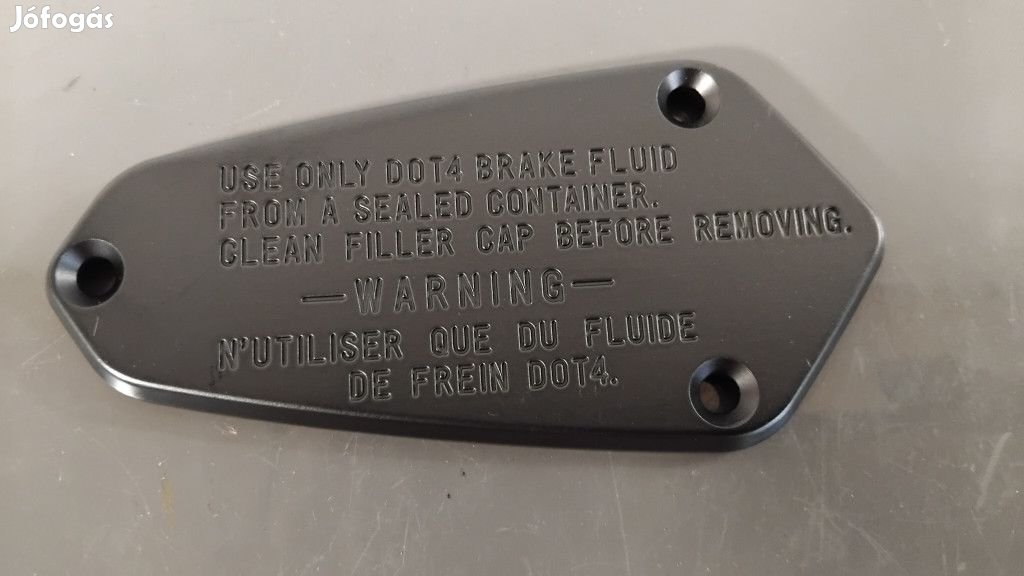 Jófogás
USE ONLY DOT4 BRAKE FLUID
FROM A SEALED CONTAINER.
CLEAN FILLER CAP BEFORE REMOVING.
—WARNING—
N'UTILISER QUE DU FLUIDE
DE FREIN DOT4.